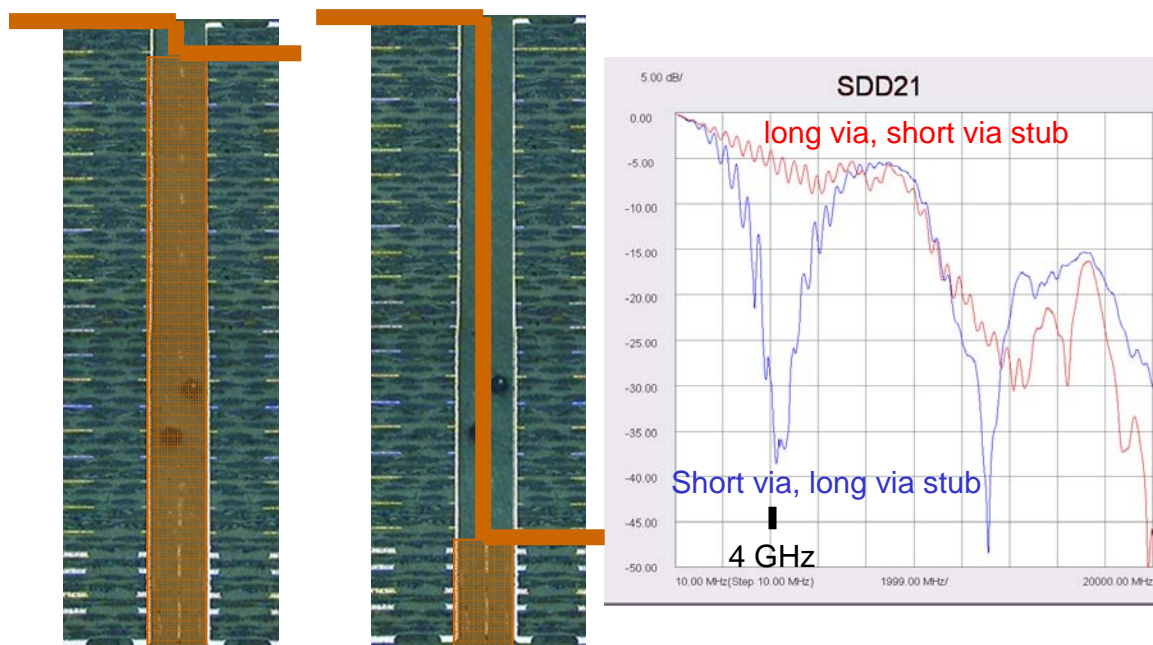 5.00 dB/
SDD21
0.00
long via, short via stub
-5.00
-10.00
-15.00
-20.00
-25.00
-30.00
-35.00
-40.00
Short via, long via stub
-45.00
4 GHz
-50.00
10.00 MHz(Step 10.00 MHz)
1999.00 MHz/
20000.00 MHz